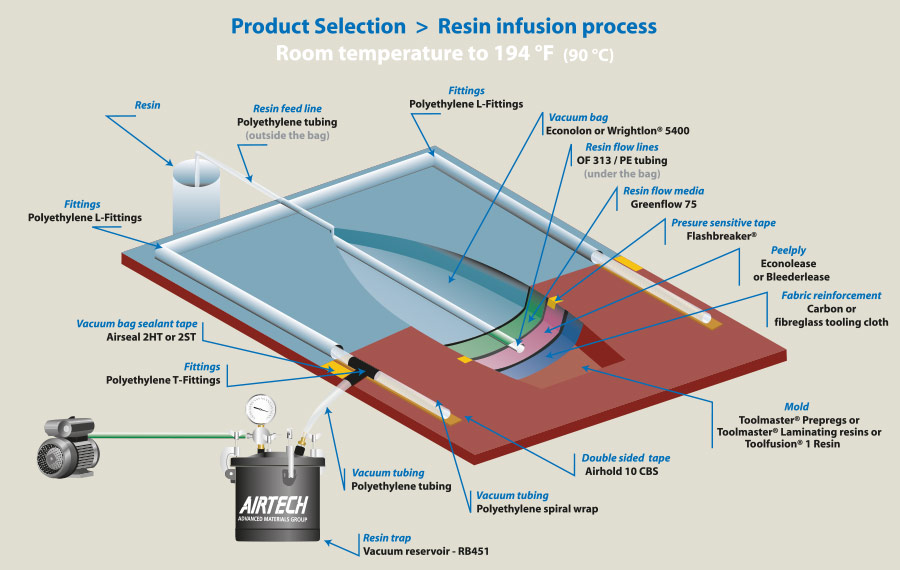 Product Selection > Resin infusion process
Room temperature to 194 °F (90 °C)
Resin
Resin feed line
Polyethylene tubing
(outside the bag)
Fittings
Polyethylene L-Fittings
Vacuum bag
Econolon or Wrightlon® 5400
Resin flow lines
OF 313 / PE tubing
(under the bag)
Resin flow media
Greenflow 75
Presure sensitive tape
Flashbreaker®
Peelply
Econolease
or Bleederlease
Fabric reinforcement
Carbon or
fibreglass tooling cloth
Fittings
Polyethylene L-Fittings
Vacuum bag sealant tape
Airseal 2HT or 2ST
Fittings
Polyethylene T-Fittings
Mold
Toolmaster® Prepregs or
Toolmaster® Laminating resins or
Toolfusion® 1 Resin
Double sided tape
Airhold 10 CBS
Vacuum tubing
Polyethylene tubing
Vacuum tubing
Polyethylene spiral wrap
AIRTECH
ADVANCED MATERIALS GROUP
Resin trap
Vacuum reservoir - RB451